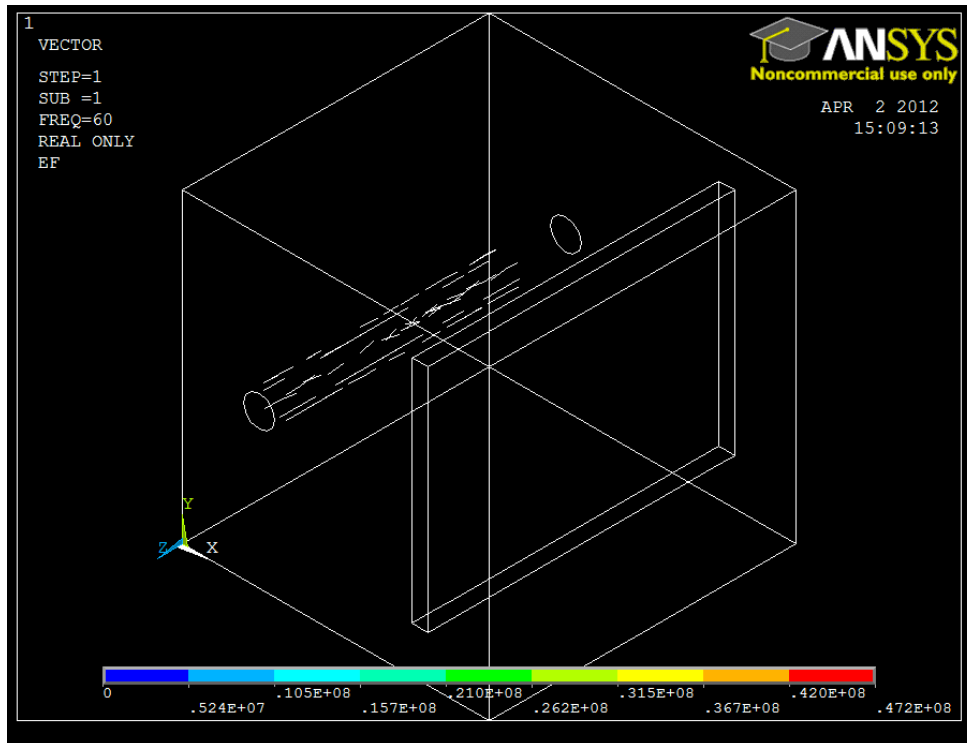 1
VECTOR
STEP=1
SUB =1
FREQ=60
REAL ONLY
EF
ANSYS
Noncommercial use only
APR  2 2012
15:09:13
Y
Z
X
0 .105E+08 .210E+08 .315E+08 .420E+08
.524E+07 .157E+08 .262E+08 .367E+08 .472E+08